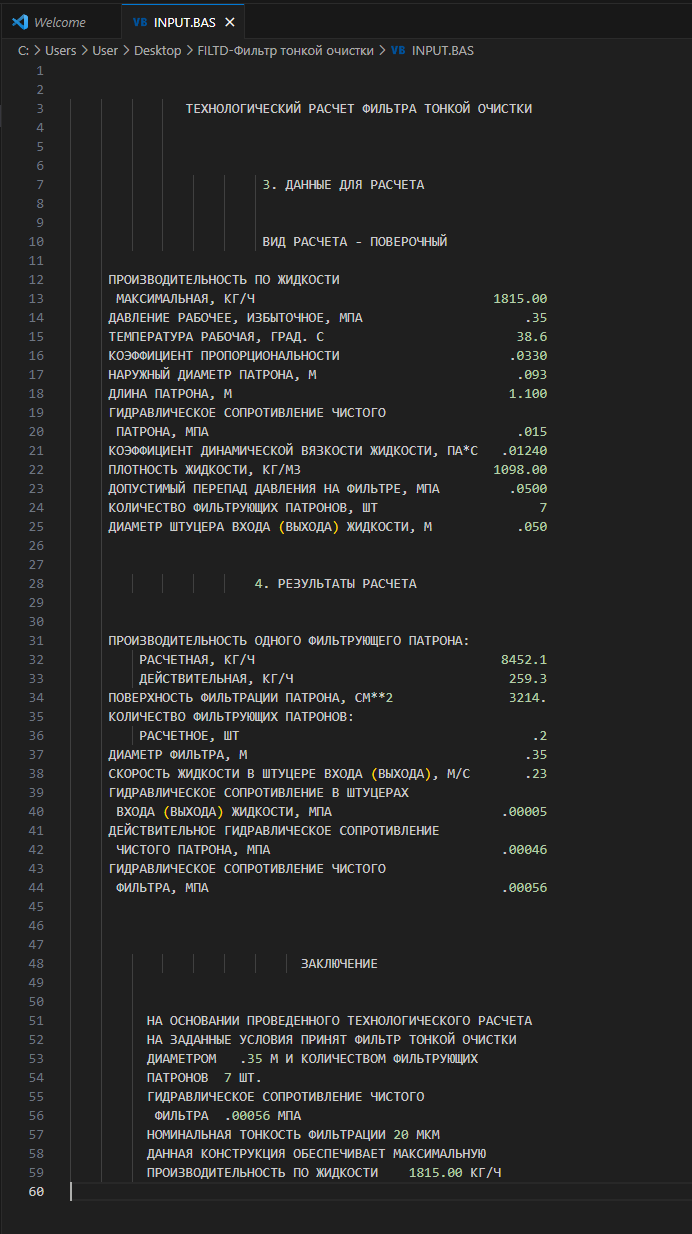 Welcome
VB INPUT.BAS ×
C: > Users > User > Desktop > FILTD-Фильтр тонкой очистки > VB INPUT.BAS
1
2
3 ТЕХНОЛОГИЧЕСКИЙ РАСЧЕТ ФИЛЬТРА ТОНКОЙ ОЧИСТКИ
4
5
6
7 3. ДАННЫЕ ДЛЯ РАСЧЕТА
8
9
10 ВИД РАСЧЕТА - ПОВЕРОЧНЫЙ
11
12 ПРОИЗВОДИТЕЛЬНОСТЬ ПО ЖИДКОСТИ
13 МАКСИМАЛЬНАЯ, КГ/Ч 1815.00
14 ДАВЛЕНИЕ РАБОЧЕЕ, ИЗБЫТОЧНОЕ, МПА .35
15 ТЕМПЕРАТУРА РАБОЧАЯ, ГРАД. С 38.6
16 КОЭФФИЦИЕНТ ПРОПОРЦИОНАЛЬНОСТИ .0330
17 НАРУЖНЫЙ ДИАМЕТР ПАТРОНА, М .093
18 ДЛИНА ПАТРОНА, М 1.100
19 ГИДРАВЛИЧЕСКОЕ СОПРОТИВЛЕНИЕ ЧИСТОГО
20 ПАТРОНА, МПА .015
21 КОЭФФИЦИЕНТ ДИНАМИЧЕСКОЙ ВЯЗКОСТИ ЖИДКОСТИ, ПА*С .01240
22 ПЛОТНОСТЬ ЖИДКОСТИ, КГ/М3 1098.00
23 ДОПУСТИМЫЙ ПЕРЕПАД ДАВЛЕНИЯ НА ФИЛЬТРЕ, МПА .0500
24 КОЛИЧЕСТВО ФИЛЬТРУЮЩИХ ПАТРОНОВ, ШТ 7
25 ДИАМЕТР ШТУЦЕРА ВХОДА (ВЫХОДА) ЖИДКОСТИ, М .050
26
27
28 4. РЕЗУЛЬТАТЫ РАСЧЕТА
29
30
31 ПРОИЗВОДИТЕЛЬНОСТЬ ОДНОГО ФИЛЬТРУЮЩЕГО ПАТРОНА:
32 РАСЧЕТНАЯ, КГ/Ч 8452.1
33 ДЕЙСТВИТЕЛЬНАЯ, КГ/Ч 259.3
34 ПОВЕРХНОСТЬ ФИЛЬТРАЦИИ ПАТРОНА, СМ**2 3214.
35 КОЛИЧЕСТВО ФИЛЬТРУЮЩИХ ПАТРОНОВ:
36 РАСЧЕТНОЕ, ШТ .2
37 ДИАМЕТР ФИЛЬТРА, М .35
38 СКОРОСТЬ ЖИДКОСТИ В ШТУЦЕРЕ ВХОДА (ВЫХОДА), М/С .23
39 ГИДРАВЛИЧЕСКОЕ СОПРОТИВЛЕНИЕ В ШТУЦЕРАХ
40 ВХОДА (ВЫХОДА) ЖИДКОСТИ, МПА .00005
41 ДЕЙСТВИТЕЛЬНОЕ ГИДРАВЛИЧЕСКОЕ СОПРОТИВЛЕНИЕ
42 ЧИСТОГО ПАТРОНА, МПА .00046
43 ГИДРАВЛИЧЕСКОЕ СОПРОТИВЛЕНИЕ ЧИСТОГО
44 ФИЛЬТРА, МПА .00056
45
46
47
48 ЗАКЛЮЧЕНИЕ
49
50
51 НА ОСНОВАНИИ ПРОВЕДЕННОГО ТЕХНОЛОГИЧЕСКОГО РАСЧЕТА
52 НА ЗАДАННЫЕ УСЛОВИЯ ПРИНЯТ ФИЛЬТР ТОНКОЙ ОЧИСТКИ
53 ДИАМЕТРОМ .35 М И КОЛИЧЕСТВОМ ФИЛЬТРУЮЩИХ
54 ПАТРОНОВ 7 ШТ.
55 ГИДРАВЛИЧЕСКОЕ СОПРОТИВЛЕНИЕ ЧИСТОГО
56 ФИЛЬТРА .00056 МПА
57 НОМИНАЛЬНАЯ ТОНКОСТЬ ФИЛЬТРАЦИИ 20 МКМ
58 ДАННАЯ КОНСТРУКЦИЯ ОБЕСПЕЧИВАЕТ МАКСИМАЛЬНУЮ
59 ПРОИЗВОДИТЕЛЬНОСТЬ ПО ЖИДКОСТИ 1815.00 КГ/Ч
60